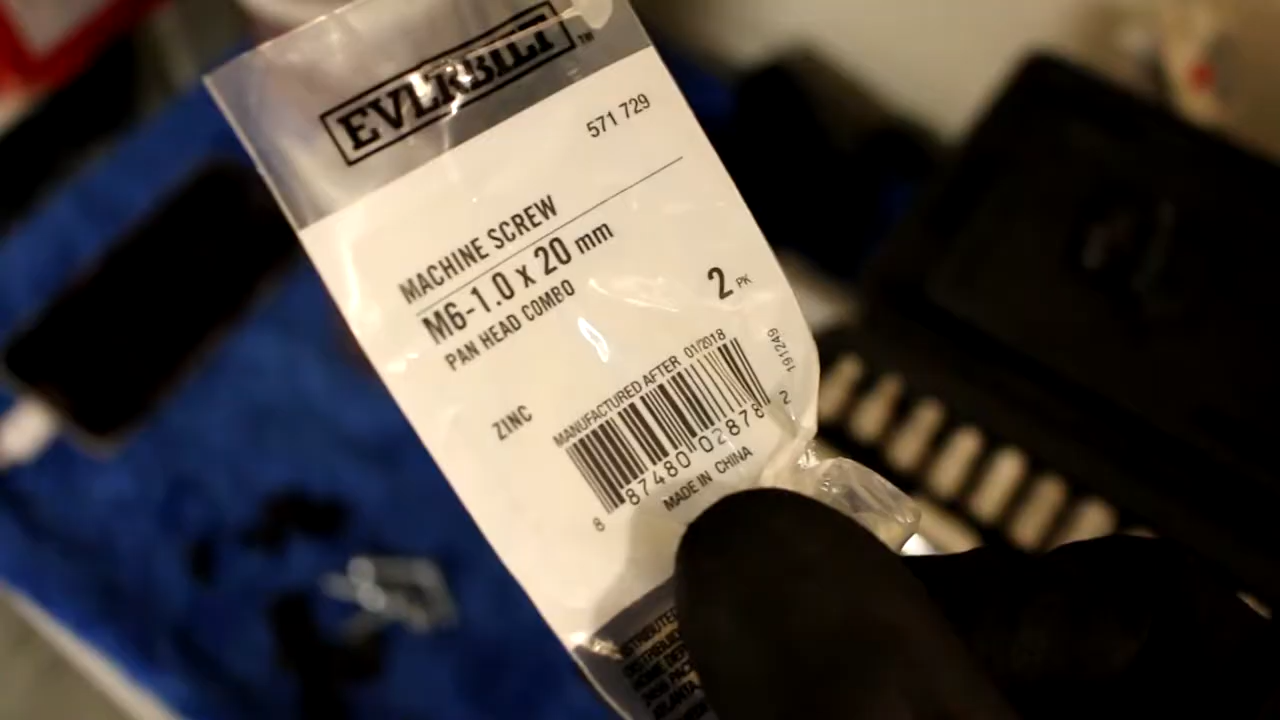 EVERBILT™
571 729
MACHINE SCREW
M6-1.0 x 20 mm
PAN HEAD COMBO
2 PK
ZINC
MANUFACTURED AFTER 01/2018
191249
8 87480 02878 2
MADE IN CHINA